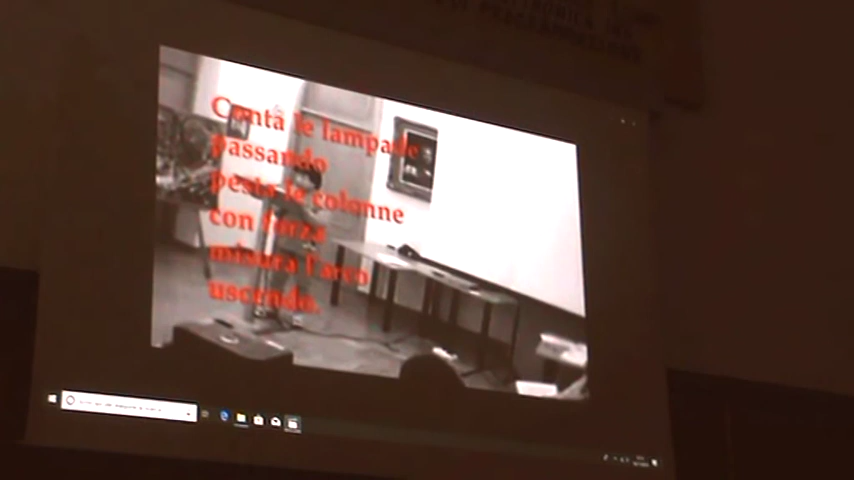 Conta le lampade
passando
pesta le colonne
con forza
misura l'arco
uscendo.